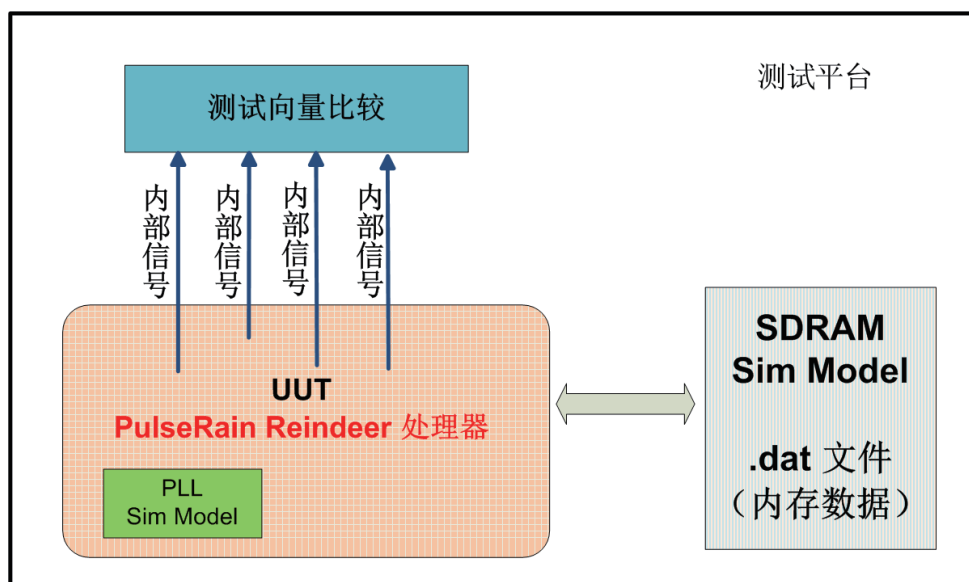 测试平台
测试向量比较
内部信号
内部信号
内部信号
内部信号
UUT
PulseRain Reindeer 处理器
PLL
Sim Model
SDRAM
Sim Model
.dat 文件
（内存数据）